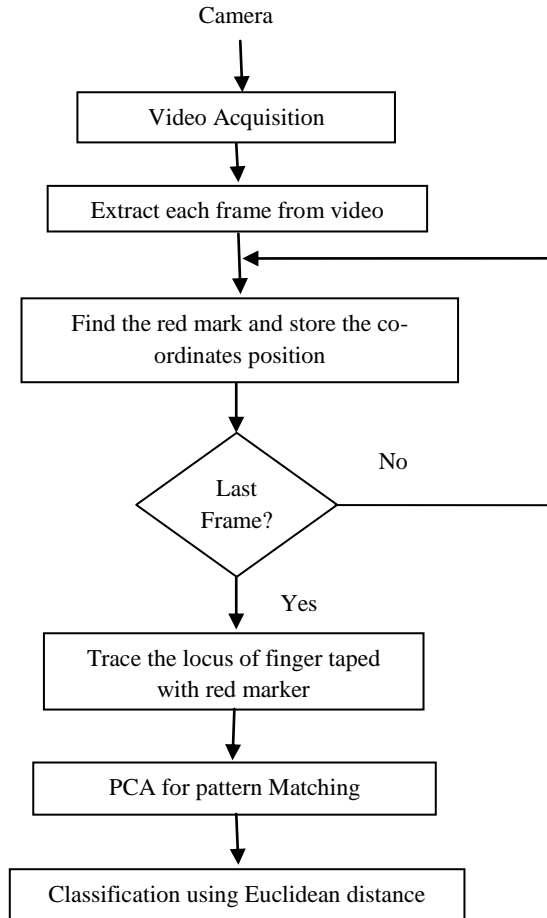 Camera
Video Acquisition
Extract each frame from video
Find the red mark and store the co-
ordinates position
No
Last
Frame?
Yes
Trace the locus of finger taped
with red marker
PCA for pattern Matching
Classification using Euclidean distance